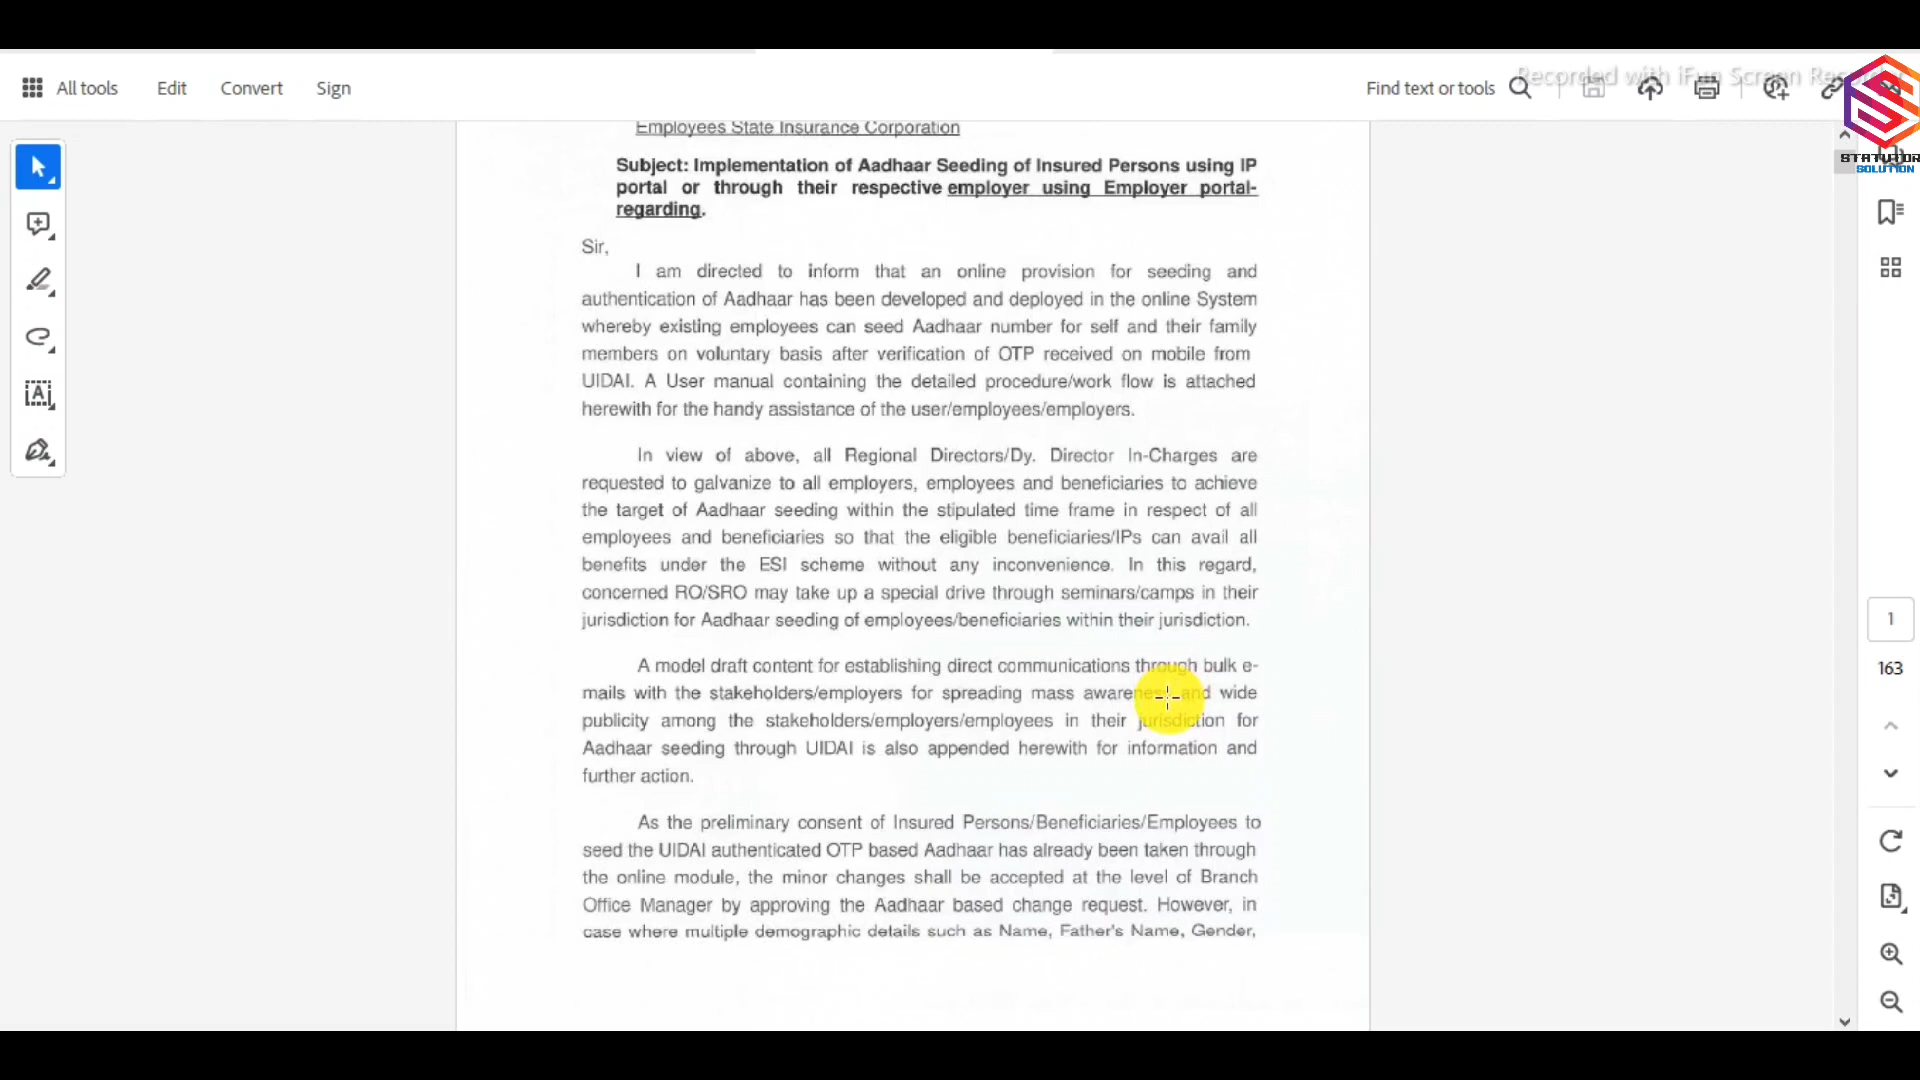 All tools Edit Convert Sign Find text or tools
Recorded with iFun Screen
STATUTOR
SOLUTION
Employees State Insurance Corporation
Subject: Implementation of Aadhaar Seeding of Insured Persons using IP
portal or through their respective employer using Employer portal-
regarding.
Sir,
I am directed to inform that an online provision for seeding and
authentication of Aadhaar has been developed and deployed in the online System
whereby existing employees can seed Aadhaar number for self and their family
members on voluntary basis after verification of OTP received on mobile from
UIDAI. A User manual containing the detailed procedure/work flow is attached
herewith for the handy assistance of the user/employees/employers.
In view of above, all Regional Directors/Dy. Director In-Charges are
requested to galvanize to all employers, employees and beneficiaries to achieve
the target of Aadhaar seeding within the stipulated time frame in respect of all
employees and beneficiaries so that the eligible beneficiaries/IPs can avail all
benefits under the ESI scheme without any inconvenience. In this regard,
concerned RO/SRO may take up a special drive through seminars/camps in their
jurisdiction for Aadhaar seeding of employees/beneficiaries within their jurisdiction.
A model draft content for establishing direct communications through bulk e-
mails with the stakeholders/employers for spreading mass awareness and wide
publicity among the stakeholders/employers/employees in their jurisdiction for
Aadhaar seeding through UIDAI is also appended herewith for information and
further action.
As the preliminary consent of Insured Persons/Beneficiaries/Employees to
seed the UIDAI authenticated OTP based Aadhaar has already been taken through
the online module, the minor changes shall be accepted at the level of Branch
Office Manager by approving the Aadhaar based change request. However, in
case where multiple demographic details such as Name, Father's Name, Gender,
1
163